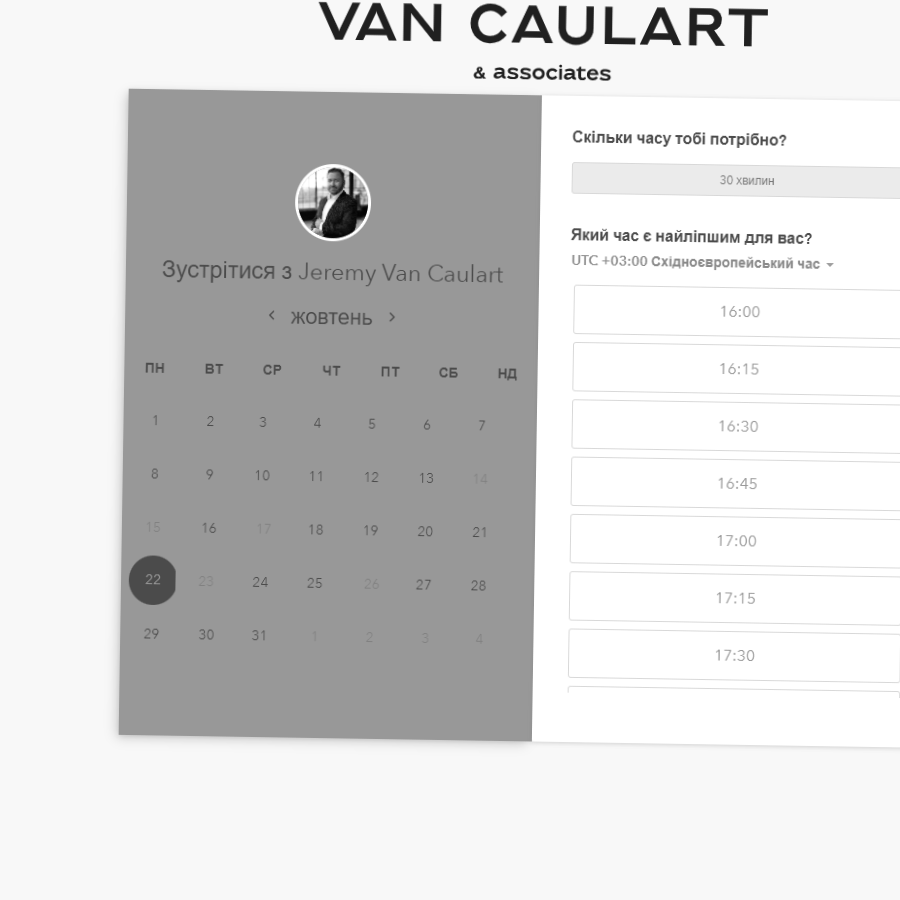 VAN CAULART
& associates
Зустрітися з Jeremy Van Caulart
жовтень
ПН ВТ СР ЧТ ПТ СБ НД
1 2 3 4 5 6 7
8 9 10 11 12 13 14
15 16 17 18 19 20 21
22 23 24 25 26 27 28
29 30 31 1 2 3 4
Скільки часу тобі потрібно?
30 хвилин
Який час є найліпшим для вас?
UTC +03:00 Східноєвропейський час
16:00
16:15
16:30
16:45
17:00
17:15
17:30